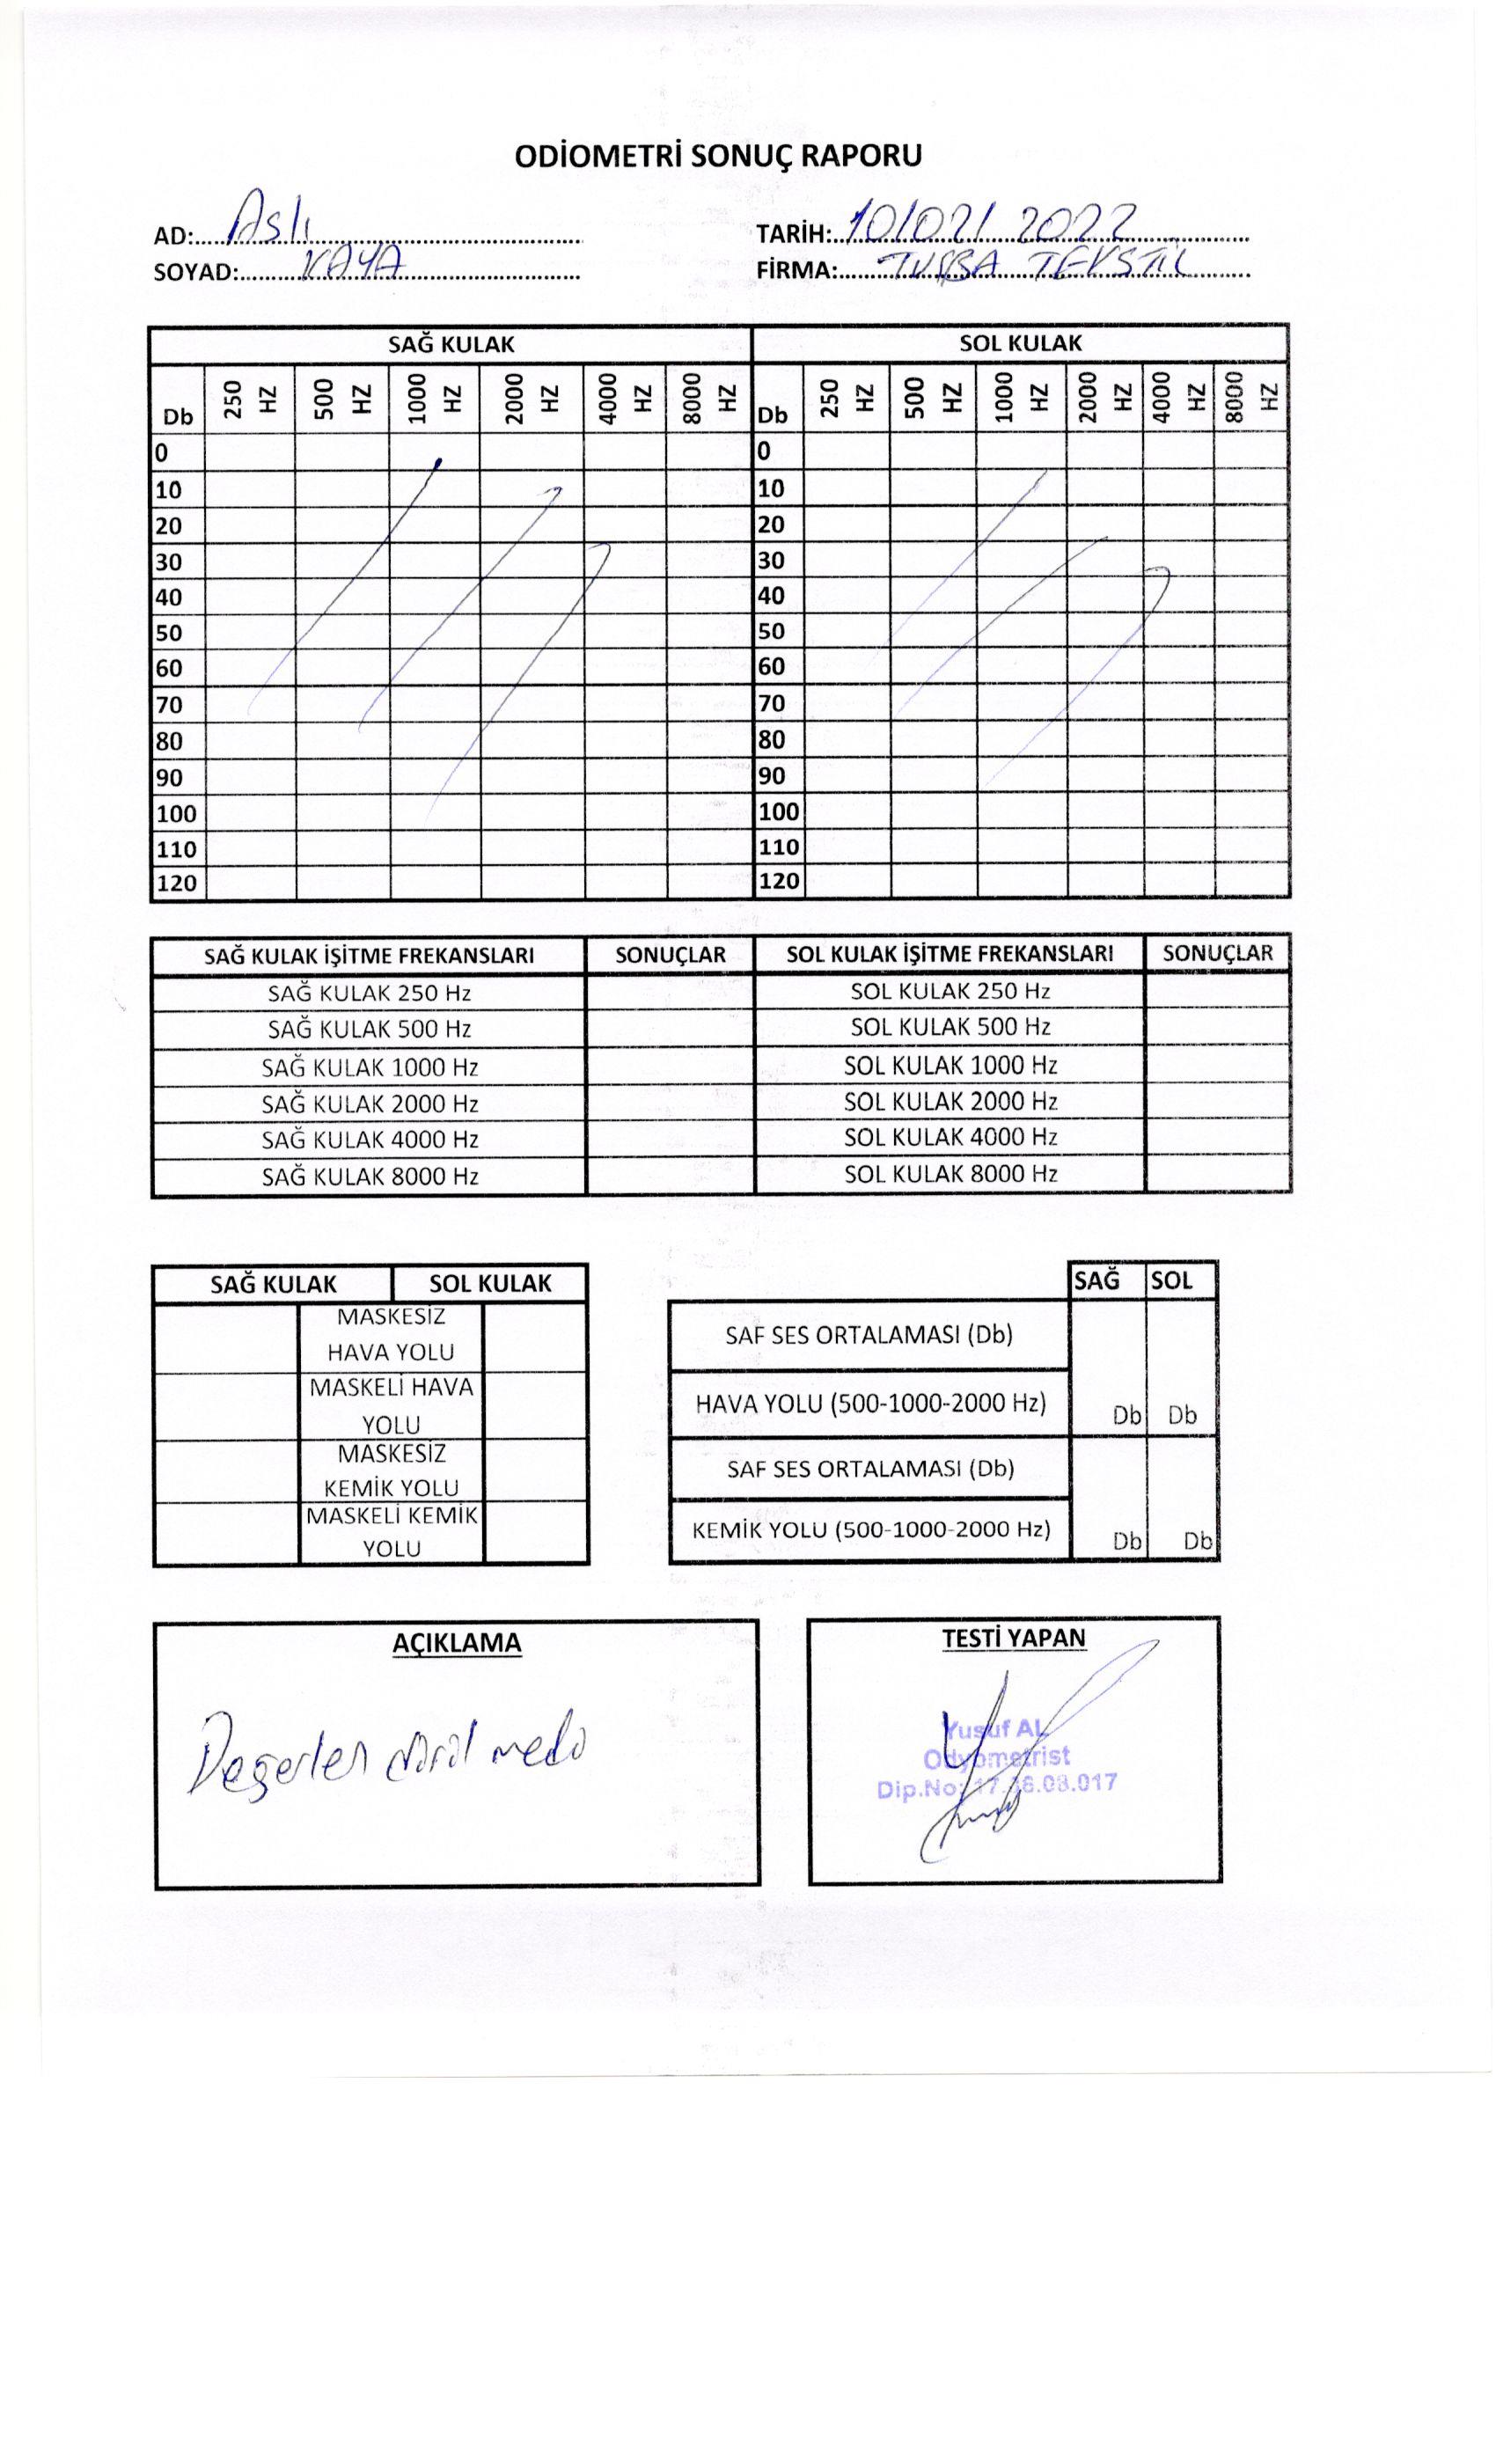 ODİOMETRİ SONUÇ RAPORU
AD: Aslı TARİH: 10/02/2022
SOYAD: KAYA FİRMA: TEKSTİL
SAĞ KULAK SOL KULAK
Db 250 HZ 500 HZ 1000 HZ 2000 HZ 4000 HZ 8000 HZ Db 250 HZ 500 HZ 1000 HZ 2000 HZ 4000 HZ 8000 HZ
0 0
10 10
20 20
30 30
40 40
50 50
60 60
70 70
80 80
90 90
100 100
110 110
120 120
SAĞ KULAK İŞİTME FREKANSLARI SONUÇLAR SOL KULAK İŞİTME FREKANSLARI SONUÇLAR
SAĞ KULAK 250 Hz SOL KULAK 250 Hz
SAĞ KULAK 500 Hz SOL KULAK 500 Hz
SAĞ KULAK 1000 Hz SOL KULAK 1000 Hz
SAĞ KULAK 2000 Hz SOL KULAK 2000 Hz
SAĞ KULAK 4000 Hz SOL KULAK 4000 Hz
SAĞ KULAK 8000 Hz SOL KULAK 8000 Hz
SAĞ KULAK SOL KULAK
MASKESİZ
HAVA YOLU
MASKELİ HAVA
YOLU
MASKESİZ
KEMİK YOLU
MASKELİ KEMİK
YOLU
SAĞ SOL
SAF SES ORTALAMASI (Db)
HAVA YOLU (500-1000-2000 Hz) Db Db
SAF SES ORTALAMASI (Db)
KEMİK YOLU (500-1000-2000 Hz) Db Db
AÇIKLAMA
Değerlen
TESTİ YAPAN
Yusuf AL
Odyometrist
Dip.No: